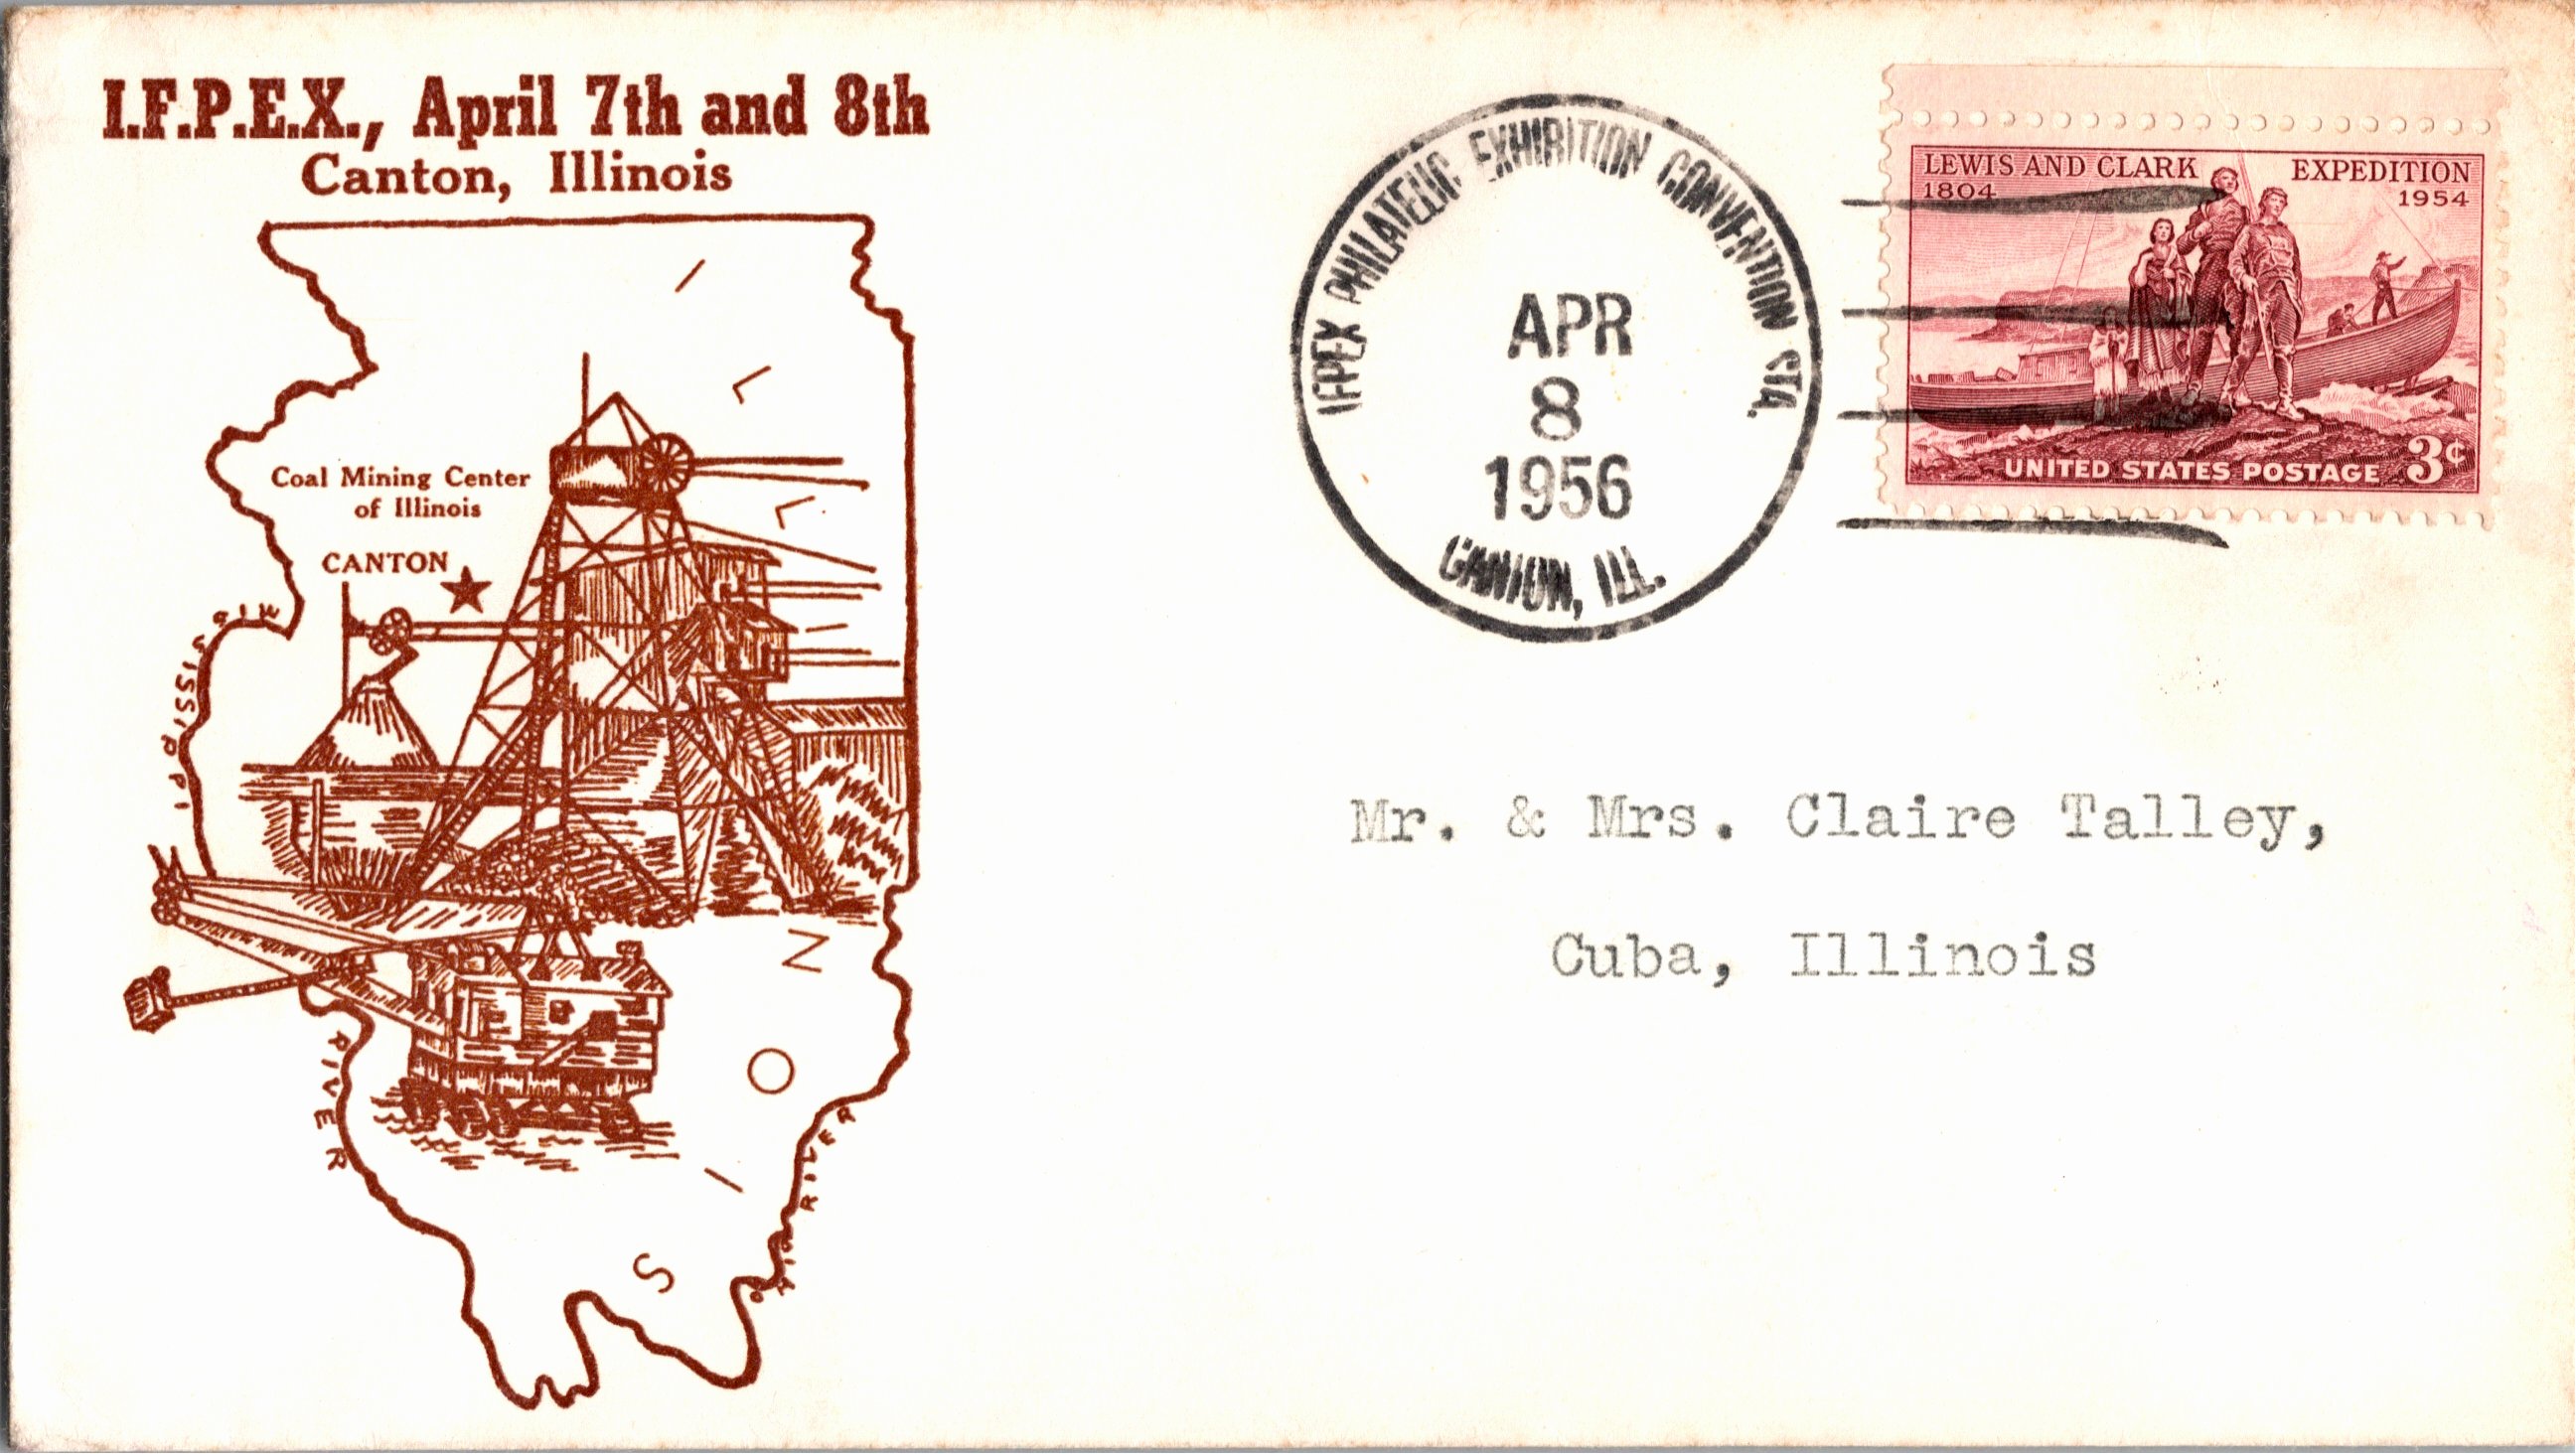 I.F.P.E.X., April 7th and 8th
Canton, Illinois
Coal Mining Center
of Illinois
CANTON
ILLINOIS
MISSISSIPPI
RIVER
OHIO RIVER
IFPEX PHILATELIC EXHIBITION CONVENTION STA.
APR
8
1956
CANTON, ILL.
LEWIS AND CLARK EXPEDITION
1804 1954
UNITED STATES POSTAGE 3¢
Mr. & Mrs. Claire Talley,
Cuba, Illinois